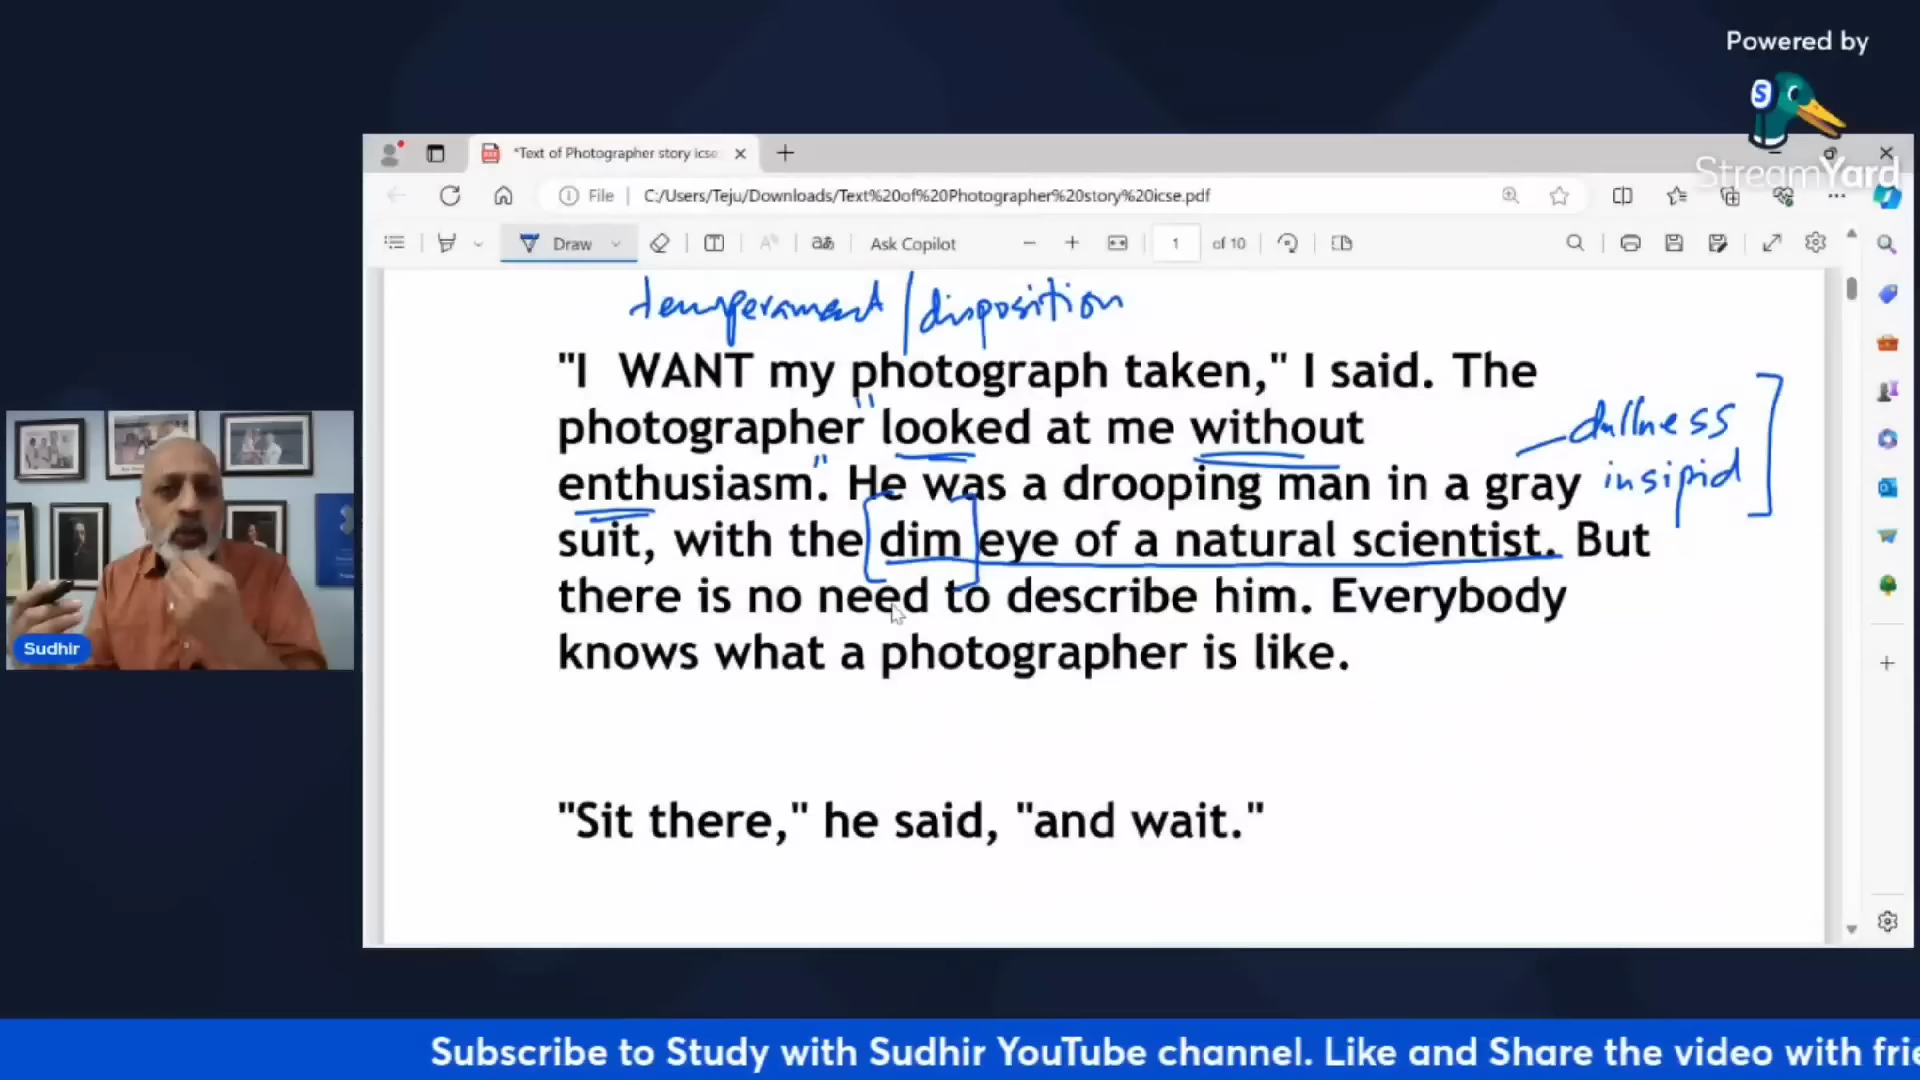 Powered by
S
StreamYard
*Text of Photographer story icse
File
C:/Users/Teju/Downloads/Text%20of%20Photographer%20story%20icse.pdf
Draw
aあ
Ask Copilot
1
of 10
temperament / disposition
"I WANT my photograph taken," I said. The
photographer" looked at me without
enthusiasm". He was a drooping man in a gray
suit, with the [dim] eye of a natural scientist. But
there is no need to describe him. Everybody
knows what a photographer is like.
dullness
insipid
"Sit there," he said, "and wait."
Sudhir
Subscribe to Study with Sudhir YouTube channel. Like and Share the video with frie